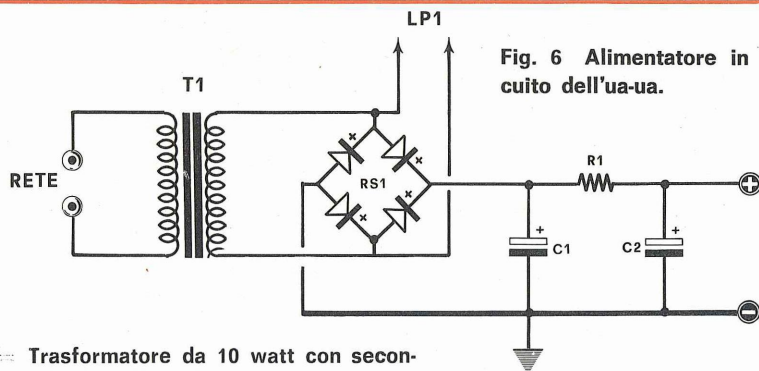 LP1
Fig. 6 Alimentatore in
cuito dell'ua-ua.
T1
RETE
RS1
R1
+
C1
+
C2
+
−
Trasformatore da 10 watt con secon-